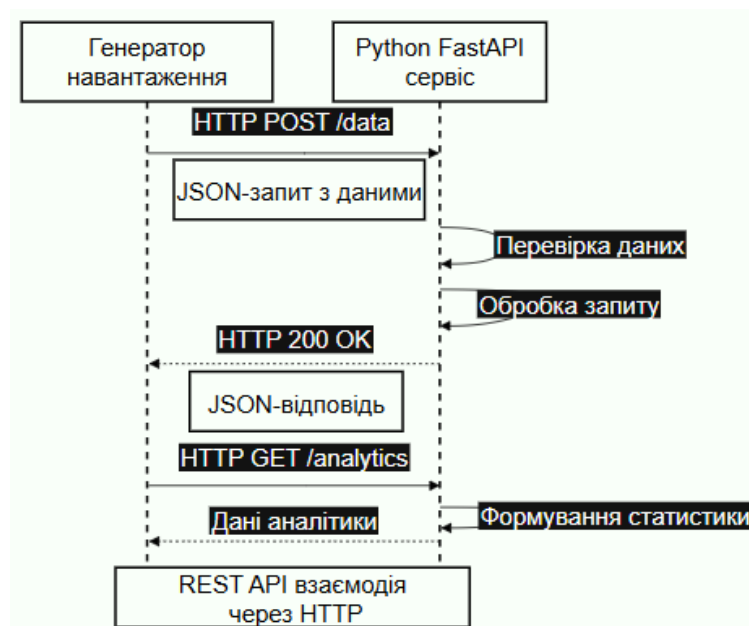 Генератор
навантаження
Python FastAPI
сервіс
HTTP POST /data
JSON-запит з даними
Перевірка даних
Обробка запиту
HTTP 200 OK
JSON-відповідь
HTTP GET /analytics
Формування статистики
Дані аналітики
REST API взаємодія
через HTTP